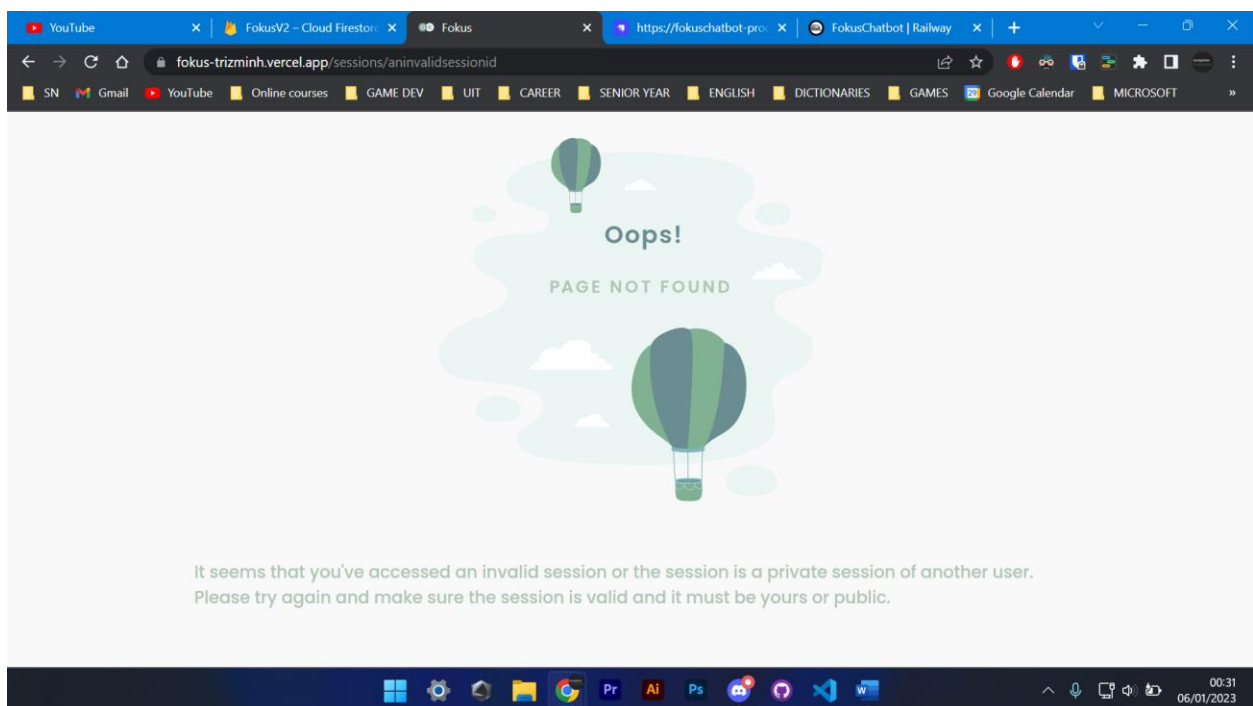 YouTube
FokusV2 – Cloud Firestore
Fokus
https://fokuschatbot-pro
FokusChatbot | Railway
fokus-trizminh.vercel.app/sessions/aninvalidsessionid
SN
Gmail
YouTube
Online courses
GAME DEV
UIT
CAREER
SENIOR YEAR
ENGLISH
DICTIONARIES
GAMES
Google Calendar
MICROSOFT
»
Oops!
PAGE NOT FOUND
It seems that you've accessed an invalid session or the session is a private session of another user.
Please try again and make sure the session is valid and it must be yours or public.
Pr
Ai
Ps
W
00:31
06/01/2023